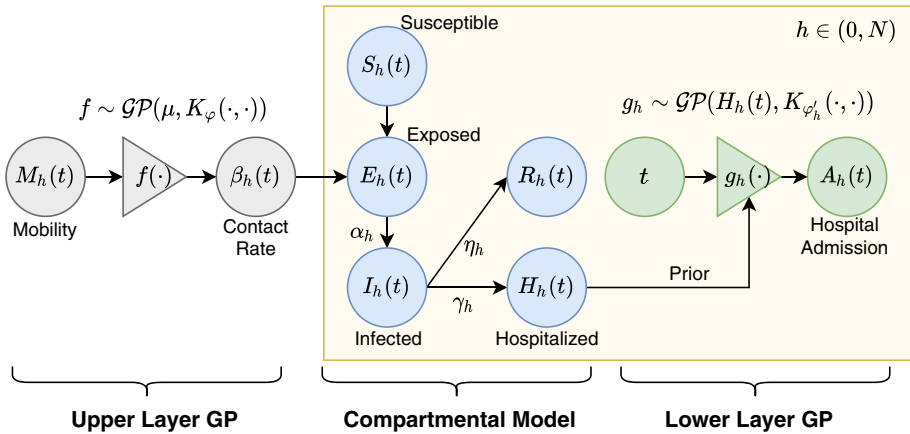 Susceptible
h ∈ (0, N)
S_h(t)
f ∼ 𝒢𝒫(μ, K_φ(·,·))
g_h ∼ 𝒢𝒫(H_h(t), K_{φ'_h}(·,·))
Exposed
M_h(t)
f(·)
β_h(t)
E_h(t)
R_h(t)
t
g_h(·)
A_h(t)
Mobility
Contact
Rate
α_h
η_h
Hospital
Admission
I_h(t)
γ_h
H_h(t)
Prior
Infected
Hospitalized
Upper Layer GP
Compartmental Model
Lower Layer GP